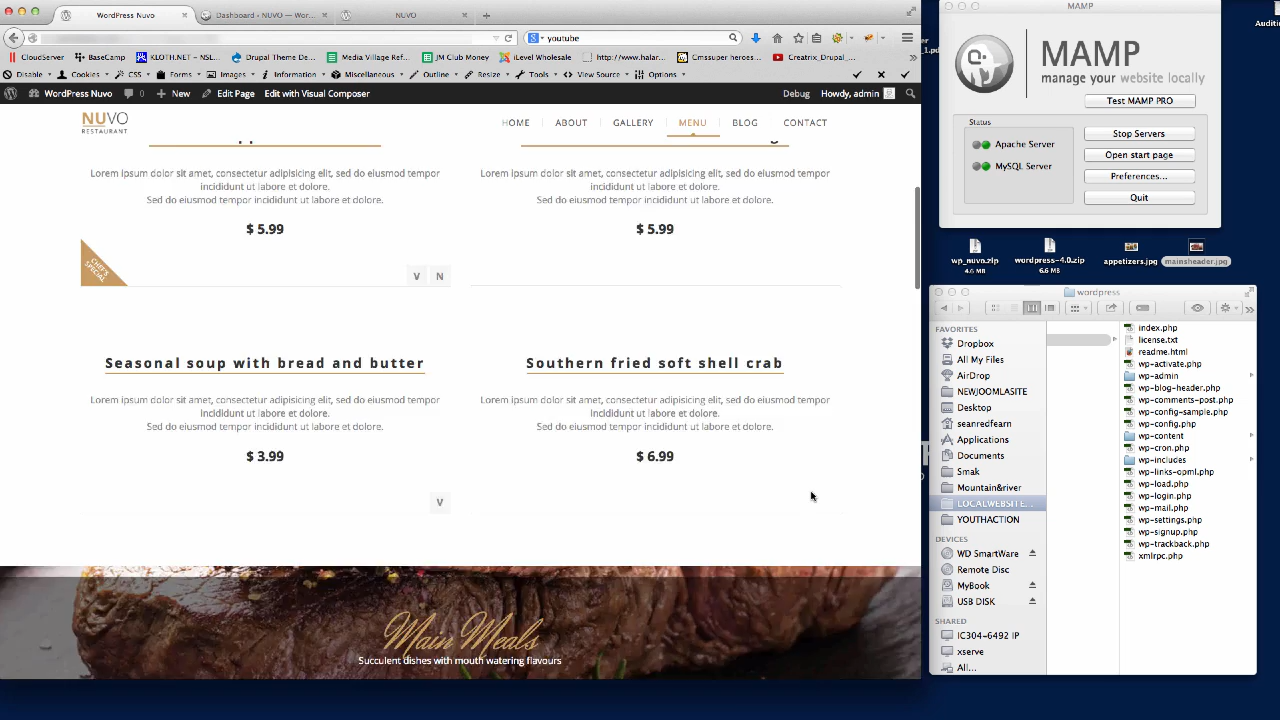 WordPress Nuvo
Dashboard ‹ NUVO — Wor...
NUVO
youtube
CloudServer
BaseCamp
KLOTH.NET - NSLO...
Drupal Theme De...
Media Village Ref...
JM Club Money
iLevel Wholesale
http://www.halar...
Cmssuper heroes...
Creatrix_Drupal_...
Disable
Cookies
CSS
Forms
Images
Information
Miscellaneous
Outline
Resize
Tools
View Source
Options
WordPress Nuvo
0
New
Edit Page
Edit with Visual Composer
Debug
Howdy, admin
NUVO
RESTAURANT
HOME
ABOUT
GALLERY
MENU
BLOG
CONTACT
Lorem ipsum dolor sit amet, consectetur adipisicing elit, sed do eiusmod tempor
incididunt ut labore et dolore.
Sed do eiusmod tempor incididunt ut labore et dolore.
$ 5.99
CHEF'S
SPECIAL
V
N
Lorem ipsum dolor sit amet, consectetur adipisicing elit, sed do eiusmod tempor
incididunt ut labore et dolore.
Sed do eiusmod tempor incididunt ut labore et dolore.
$ 5.99
Seasonal soup with bread and butter
Lorem ipsum dolor sit amet, consectetur adipisicing elit, sed do eiusmod tempor
incididunt ut labore et dolore.
Sed do eiusmod tempor incididunt ut labore et dolore.
$ 3.99
V
Southern fried soft shell crab
Lorem ipsum dolor sit amet, consectetur adipisicing elit, sed do eiusmod tempor
incididunt ut labore et dolore.
Sed do eiusmod tempor incididunt ut labore et dolore.
$ 6.99
Main Meals
Succulent dishes with mouth watering flavours
MAMP
MAMP
manage your website locally
Test MAMP PRO
Status
Apache Server
MySQL Server
Stop Servers
Open start page
Preferences...
Quit
wp_nuvo.zip
4.6 MB
wordpress-4.0.zip
6.6 MB
appetizers.jpg
mainsheader.jpg
wordpress
FAVORITES
Dropbox
All My Files
AirDrop
NEWJOOMLASITE
Desktop
seanredfearn
Applications
Documents
Smak
Mountain&river
LOCALWEBSITE...
YOUTHACTION
DEVICES
WD SmartWare
Remote Disc
MyBook
USB DISK
SHARED
IC304-6492 IP
xserve
All...
index.php
license.txt
readme.html
wp-activate.php
wp-admin
wp-blog-header.php
wp-comments-post.php
wp-config-sample.php
wp-config.php
wp-content
wp-cron.php
wp-includes
wp-links-opml.php
wp-load.php
wp-login.php
wp-mail.php
wp-settings.php
wp-signup.php
wp-trackback.php
xmlrpc.php